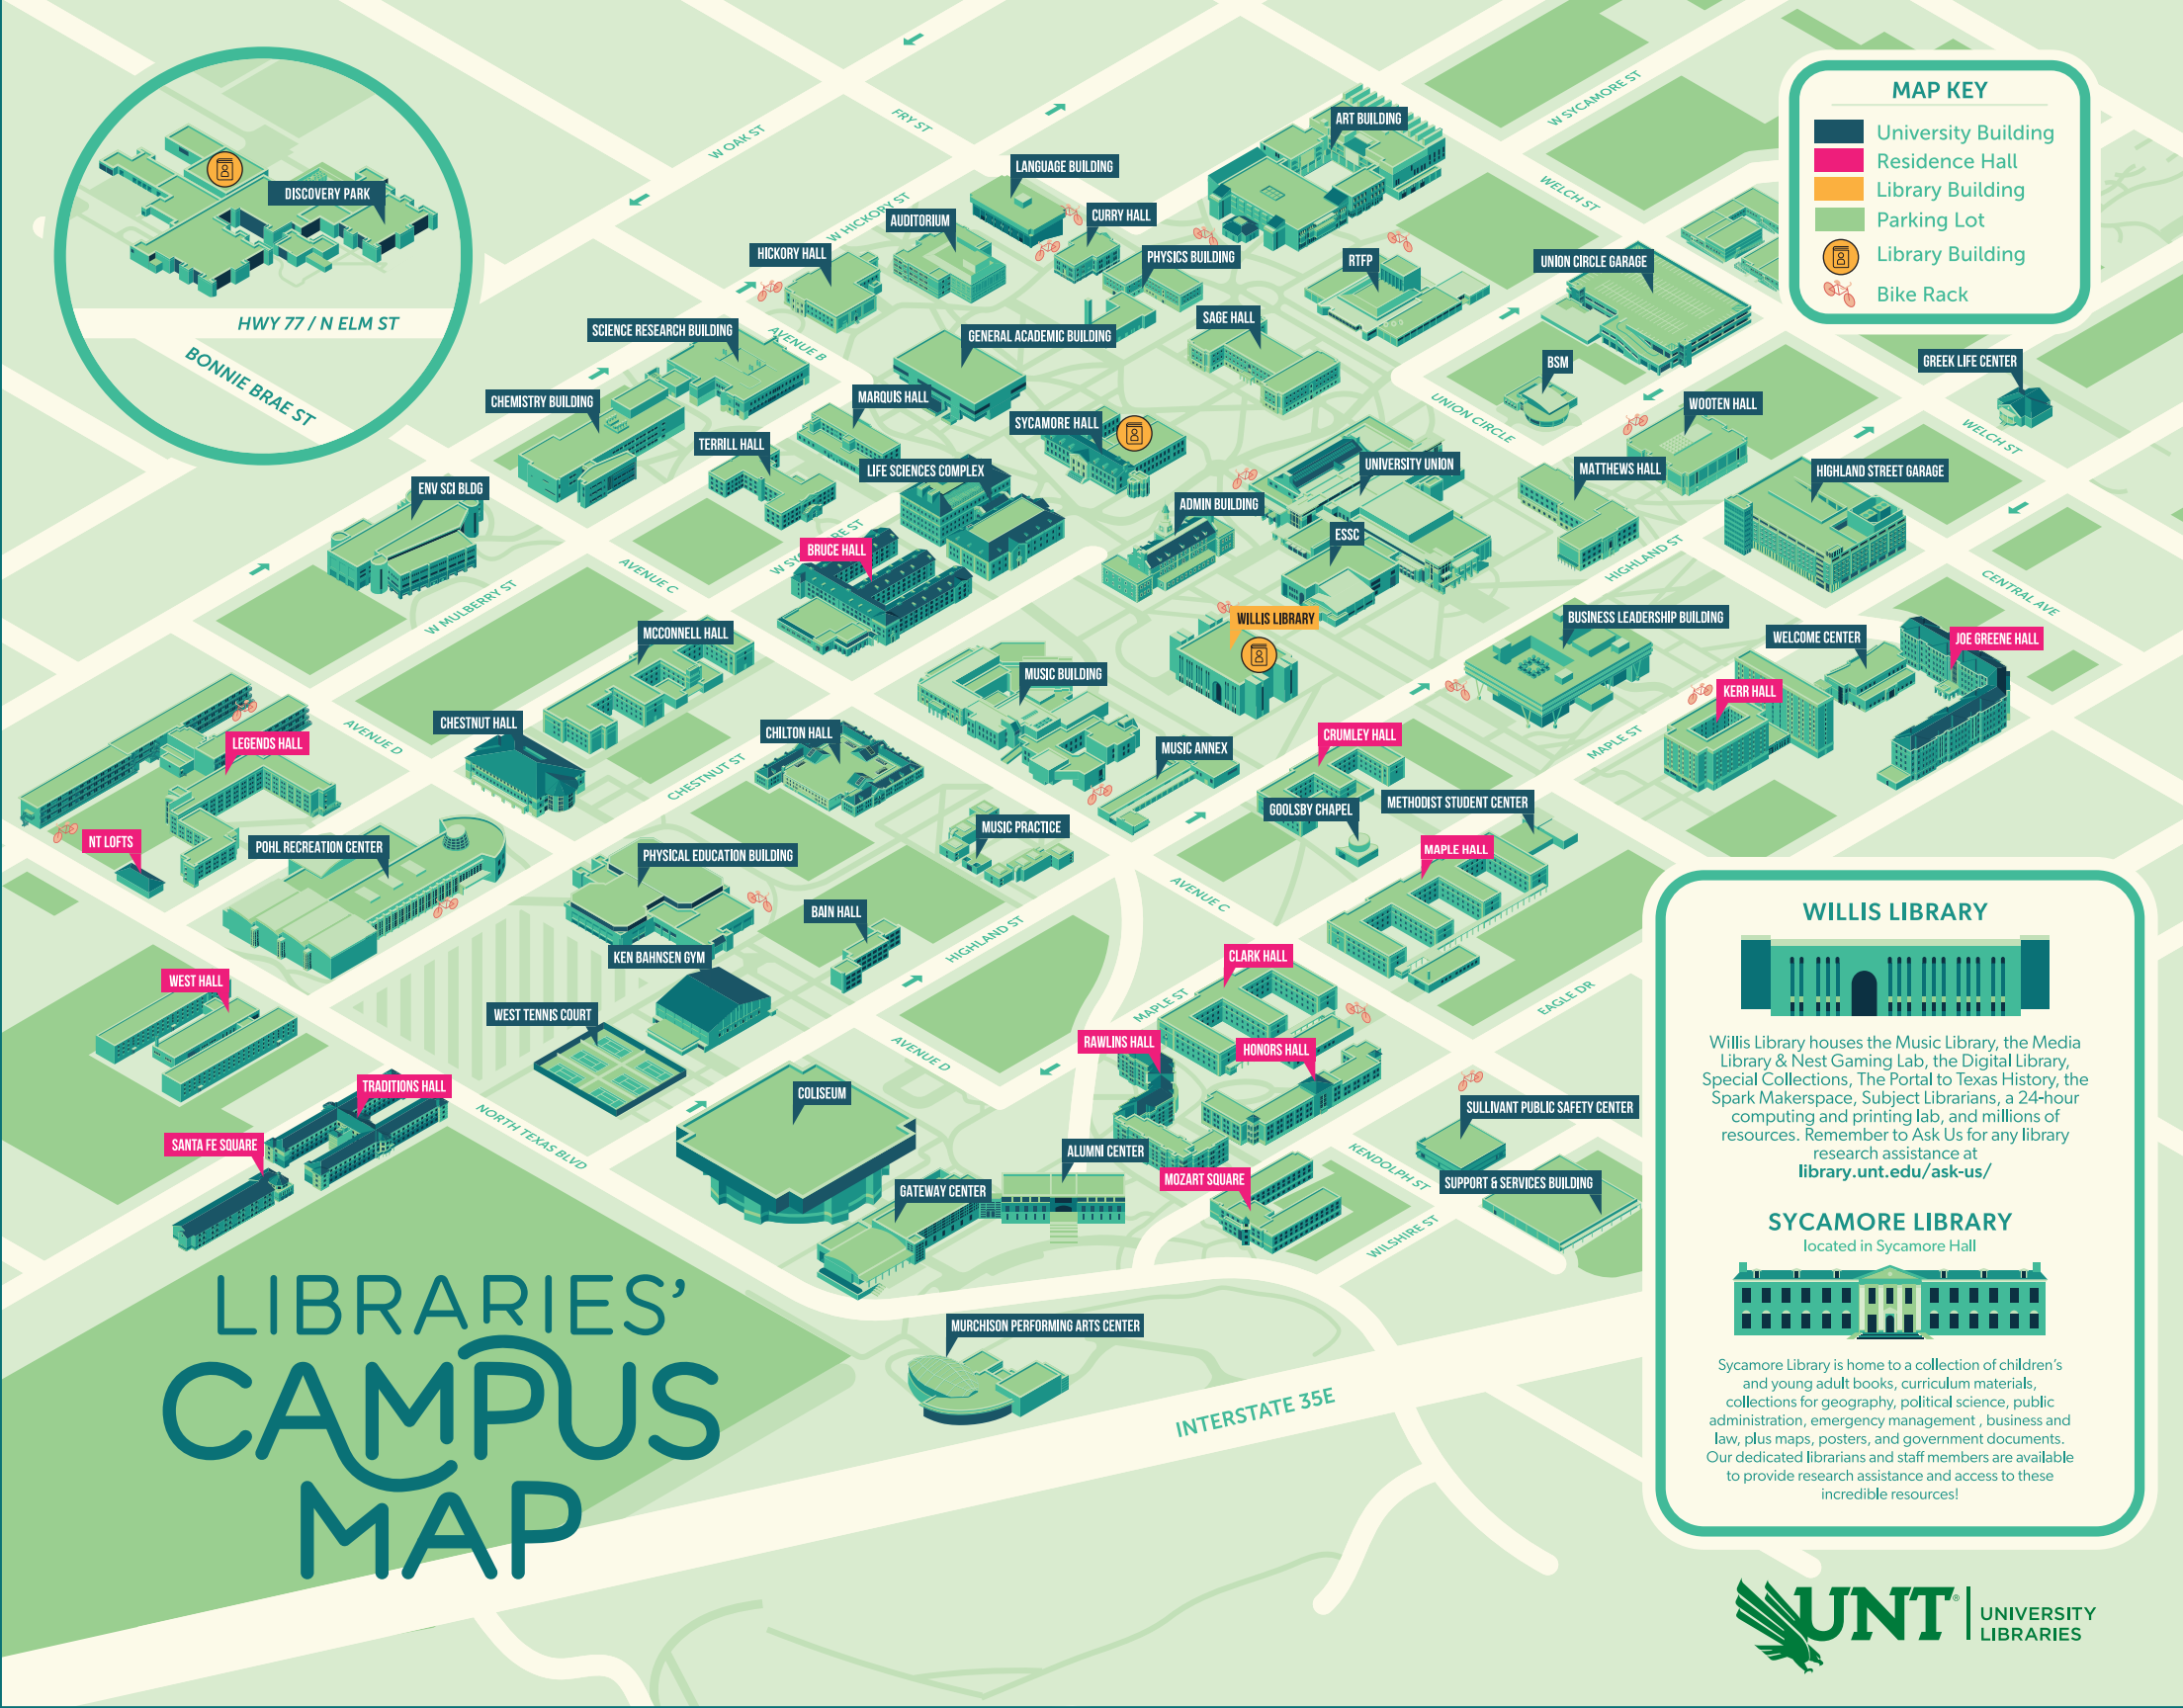 MAP KEY
University Building
Residence Hall
Library Building
Parking Lot
Library Building
Bike Rack
DISCOVERY PARK
HWY 77 / N ELM ST
BONNIE BRAE ST
W OAK ST
FRY ST
W SYCAMORE ST
ART BUILDING
LANGUAGE BUILDING
WELCH ST
W HICKORY ST
AUDITORIUM
CURRY HALL
HICKORY HALL
PHYSICS BUILDING
RTFP
UNION CIRCLE GARAGE
SCIENCE RESEARCH BUILDING
AVENUE B
GENERAL ACADEMIC BUILDING
SAGE HALL
BSM
GREEK LIFE CENTER
CHEMISTRY BUILDING
MARQUIS HALL
SYCAMORE HALL
UNION CIRCLE
WOOTEN HALL
WELCH ST
TERRILL HALL
LIFE SCIENCES COMPLEX
UNIVERSITY UNION
MATTHEWS HALL
HIGHLAND STREET GARAGE
ENV SCI BLDG
ADMIN BUILDING
ESSC
BRUCE HALL
HIGHLAND ST
AVENUE C
W MULBERRY ST
CENTRAL AVE
WILLIS LIBRARY
BUSINESS LEADERSHIP BUILDING
MCCONNELL HALL
WELCOME CENTER
JOE GREENE HALL
MUSIC BUILDING
KERR HALL
CHESTNUT HALL
CHILTON HALL
LEGENDS HALL
AVENUE D
CHESTNUT ST
MUSIC ANNEX
CRUMLEY HALL
MAPLE ST
GOOLSBY CHAPEL
METHODIST STUDENT CENTER
NT LOFTS
POHL RECREATION CENTER
PHYSICAL EDUCATION BUILDING
MUSIC PRACTICE
MAPLE HALL
AVENUE C
BAIN HALL
HIGHLAND ST
KEN BAHNSEN GYM
CLARK HALL
WEST HALL
WEST TENNIS COURT
MAPLE ST
EAGLE DR
RAWLINS HALL
HONORS HALL
AVENUE D
TRADITIONS HALL
COLISEUM
NORTH TEXAS BLVD
SULLIVANT PUBLIC SAFETY CENTER
SANTA FE SQUARE
ALUMNI CENTER
KENDOLPH ST
GATEWAY CENTER
MOZART SQUARE
SUPPORT & SERVICES BUILDING
WILSHIRE ST
MURCHISON PERFORMING ARTS CENTER
INTERSTATE 35E
LIBRARIES'
CAMPUS
MAP
WILLIS LIBRARY
Willis Library houses the Music Library, the Media
Library & Nest Gaming Lab, the Digital Library,
Special Collections, The Portal to Texas History, the
Spark Makerspace, Subject Librarians, a 24-hour
computing and printing lab, and millions of
resources. Remember to Ask Us for any library
research assistance at
library.unt.edu/ask-us/
SYCAMORE LIBRARY
located in Sycamore Hall
Sycamore Library is home to a collection of children's
and young adult books, curriculum materials,
collections for geography, political science, public
administration, emergency management , business and
law, plus maps, posters, and government documents.
Our dedicated librarians and staff members are available
to provide research assistance and access to these
incredible resources!
UNT®
UNIVERSITY
LIBRARIES